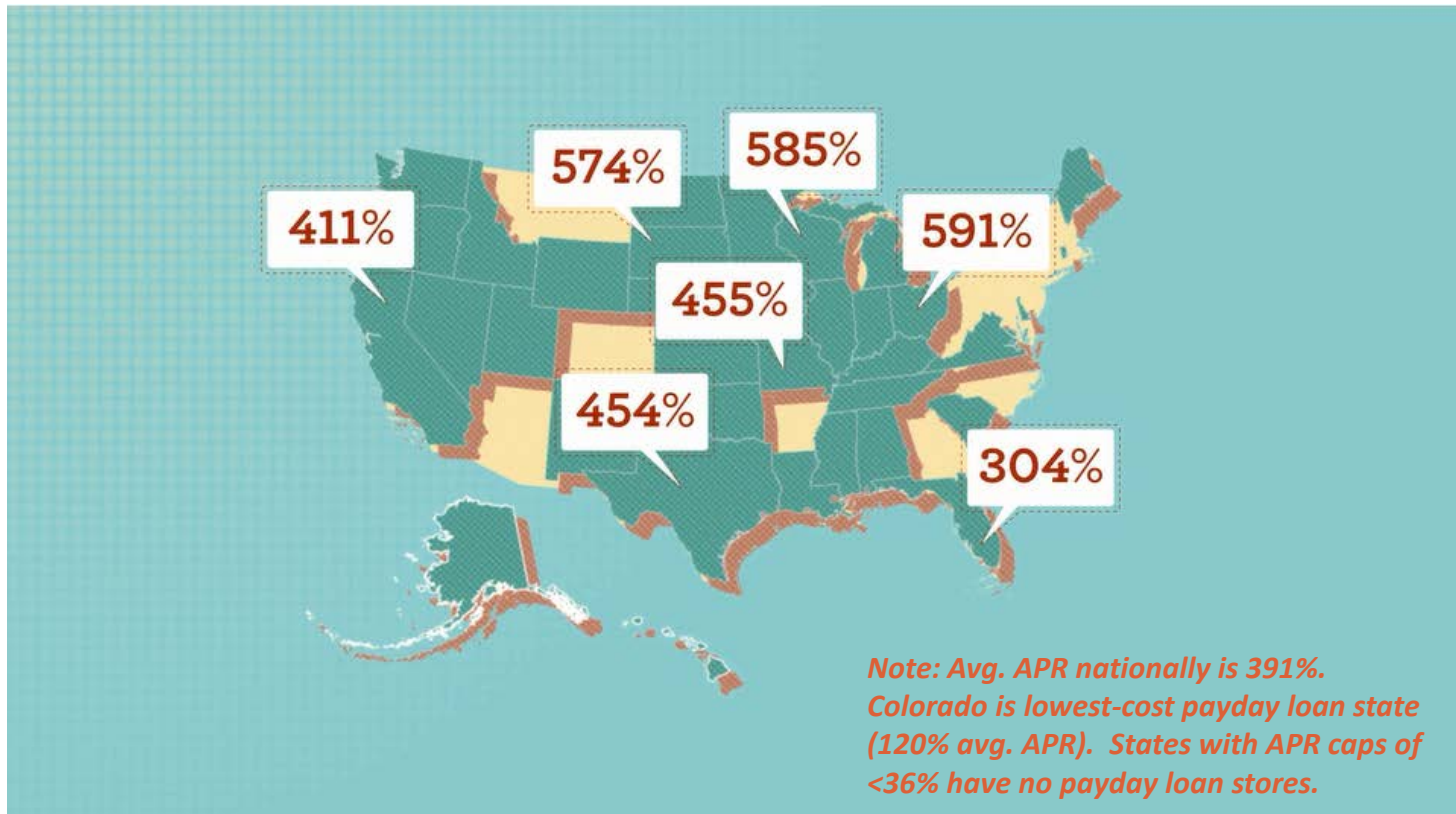 585%
574%
411%
591%
455%
454%
304%
Note: Avg. APR nationally is 391%.
Colorado is lowest-cost payday loan state
(120% avg. APR).  States with APR caps of
<36% have no payday loan stores.